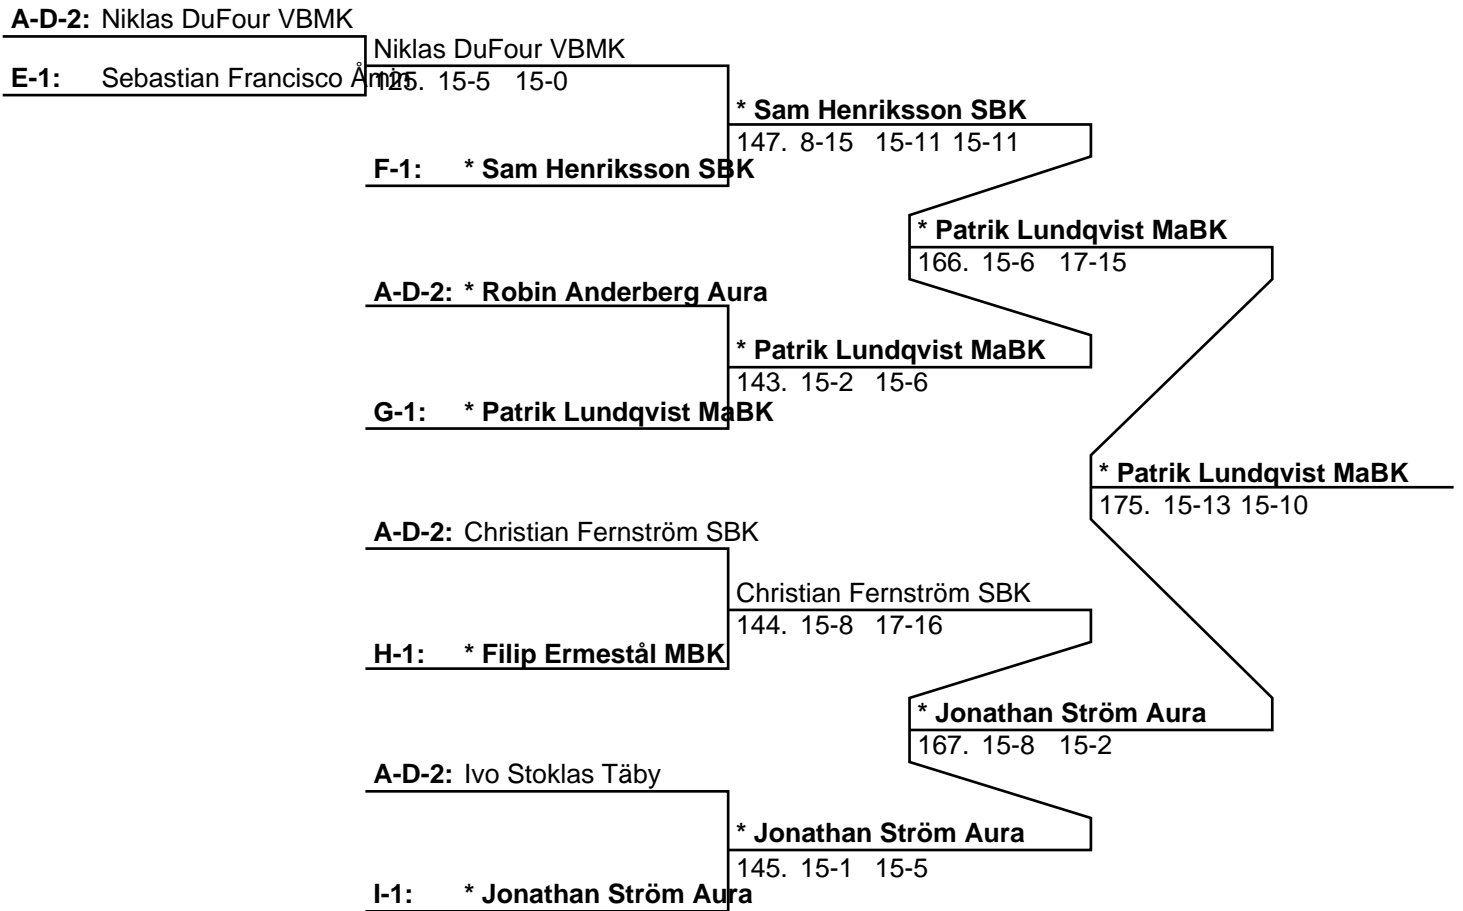 A-D-2: Niklas DuFour VBMK
Niklas DuFour VBMK
E-1: Sebastian Francisco Åmin
125. 15-5 15-0
* Sam Henriksson SBK
147. 8-15 15-11 15-11
F-1: * Sam Henriksson SBK
* Patrik Lundqvist MaBK
166. 15-6 17-15
A-D-2: * Robin Anderberg Aura
* Patrik Lundqvist MaBK
143. 15-2 15-6
G-1: * Patrik Lundqvist MaBK
* Patrik Lundqvist MaBK
175. 15-13 15-10
A-D-2: Christian Fernström SBK
Christian Fernström SBK
144. 15-8 17-16
H-1: * Filip Ermestål MBK
* Jonathan Ström Aura
167. 15-8 15-2
A-D-2: Ivo Stoklas Täby
* Jonathan Ström Aura
145. 15-1 15-5
I-1: * Jonathan Ström Aura